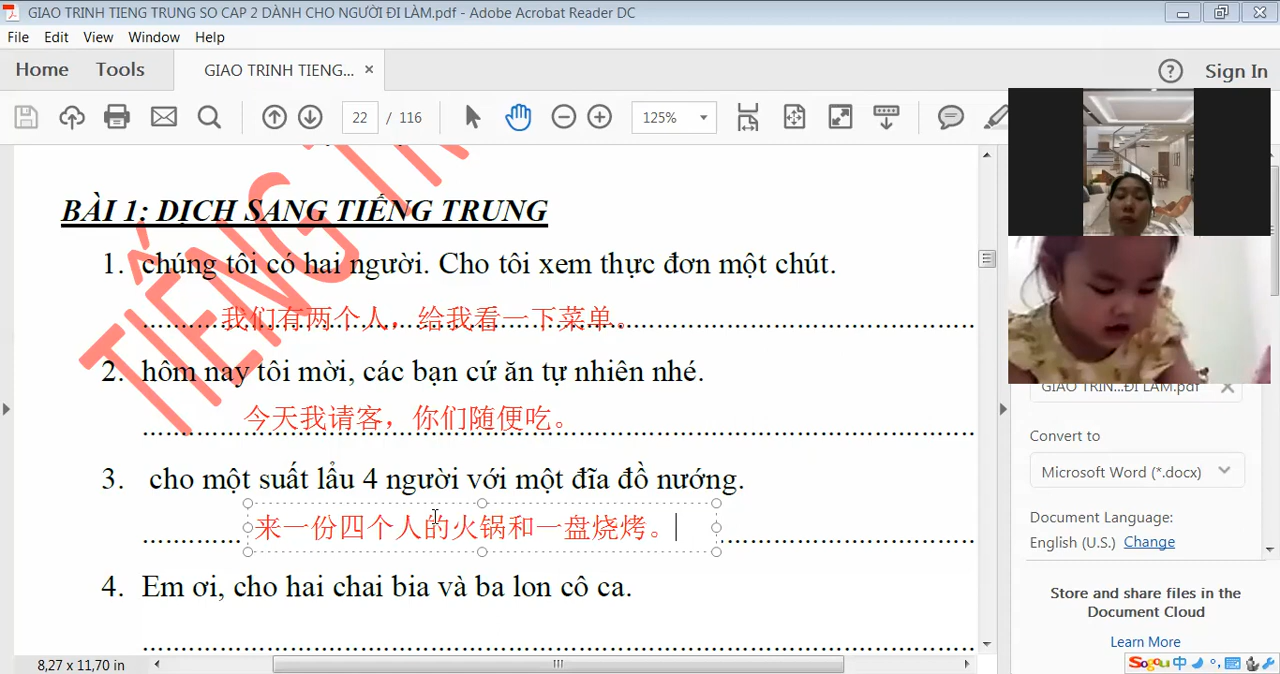 GIAO TRINH TIENG TRUNG SO CAP 2 DÀNH CHO NGƯỜI ĐI LÀM.pdf - Adobe Acrobat Reader DC
File Edit View Window Help
Home Tools GIAO TRINH TIENG... × ? Sign In
22 / 116 125%
TIẾNG TR
BÀI 1: DỊCH SANG TIẾNG TRUNG
1. chúng tôi có hai người. Cho tôi xem thực đơn một chút.
我们有两个人，给我看一下菜单。
2. hôm nay tôi mời, các bạn cứ ăn tự nhiên nhé.
今天我请客，你们随便吃。
3. cho một suất lẩu 4 người với một đĩa đồ nướng.
来一份四个人的火锅和一盘烧烤。
4. Em ơi, cho hai chai bia và ba lon cô ca.
GIAO TRIN...ĐI LÀM.pdf
Convert to
Microsoft Word (*.docx)
Document Language:
English (U.S.) Change
Store and share files in the
Document Cloud
Learn More
8,27 x 11,70 in
Sogou 中